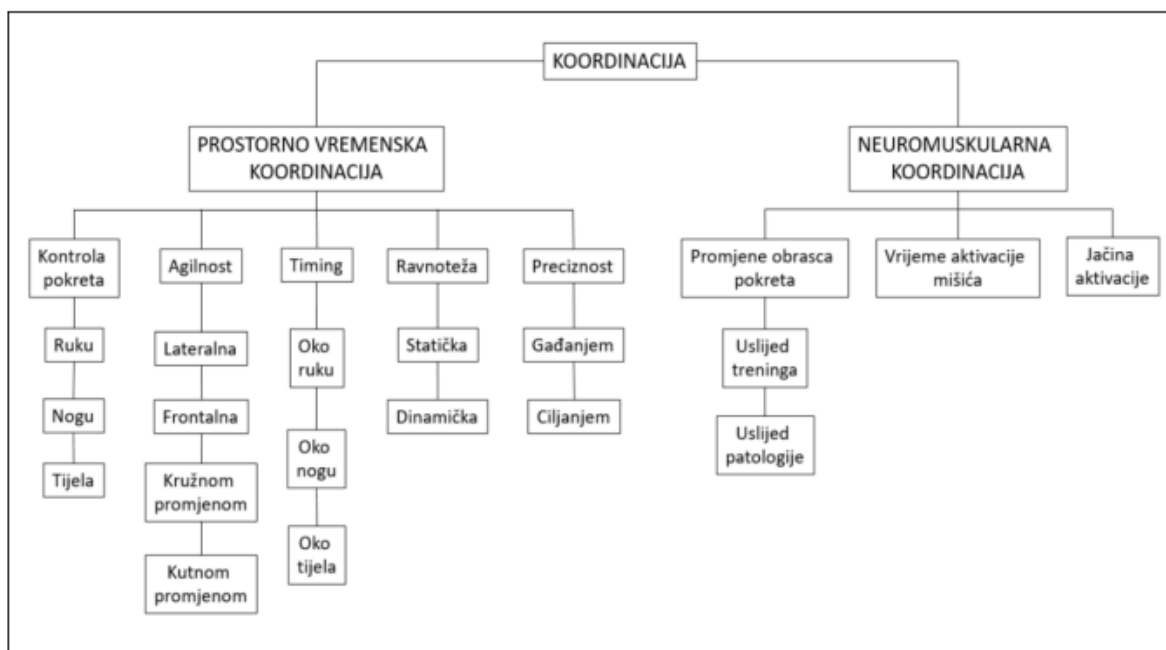 KOORDINACIJA
PROSTORNO VREMENSKA
KOORDINACIJA
NEUROMUSKULARNA
KOORDINACIJA
Kontrola
pokreta
Ruku
Nogu
Tijela
Agilnost
Lateralna
Frontalna
Kružnom
promjenom
Kutnom
promjenom
Timing
Oko
ruku
Oko
nogu
Oko
tijela
Ravnoteža
Statička
Dinamička
Preciznost
Gađanjem
Ciljanjem
Promjene obrasca
pokreta
Uslijed
treninga
Uslijed
patologije
Vrijeme aktivacije
mišića
Jačina
aktivacije